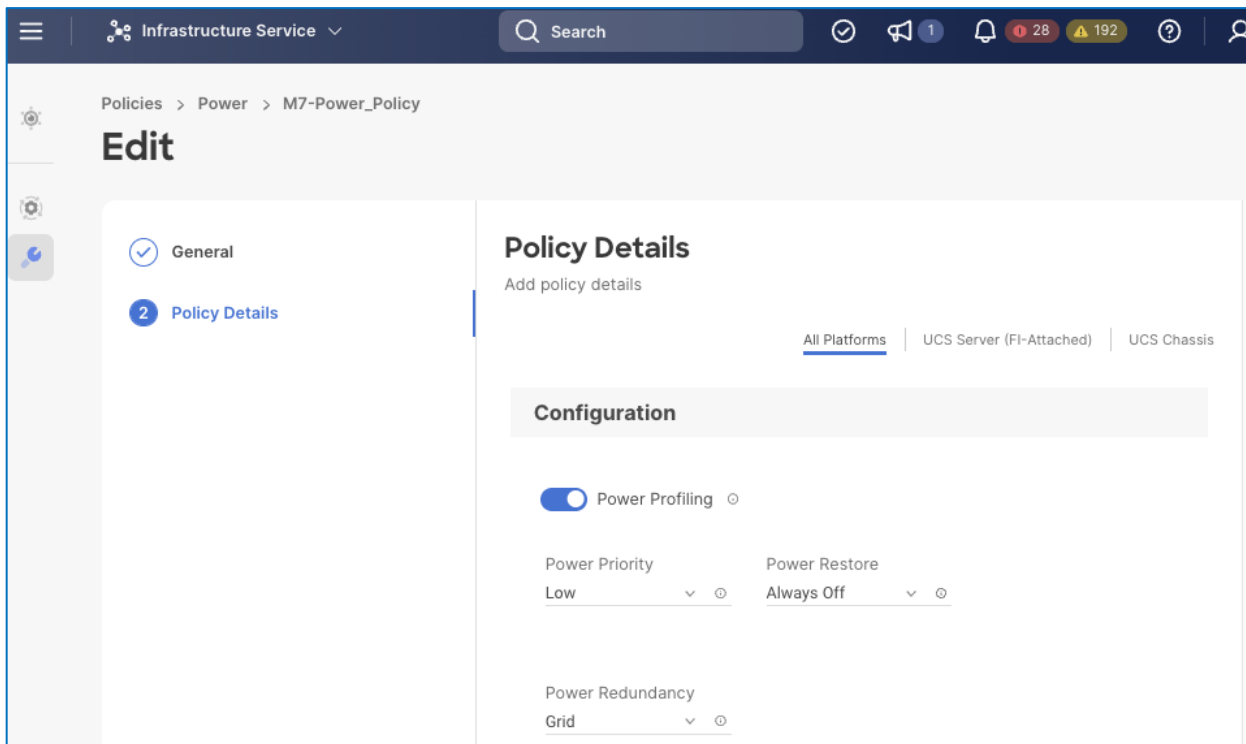 Infrastructure Service
Search
1
28
192
Policies > Power > M7-Power_Policy
Edit
General
2 Policy Details
Policy Details
Add policy details
All Platforms UCS Server (FI-Attached) UCS Chassis
Configuration
Power Profiling
Power Priority Power Restore
Low Always Off
Power Redundancy
Grid